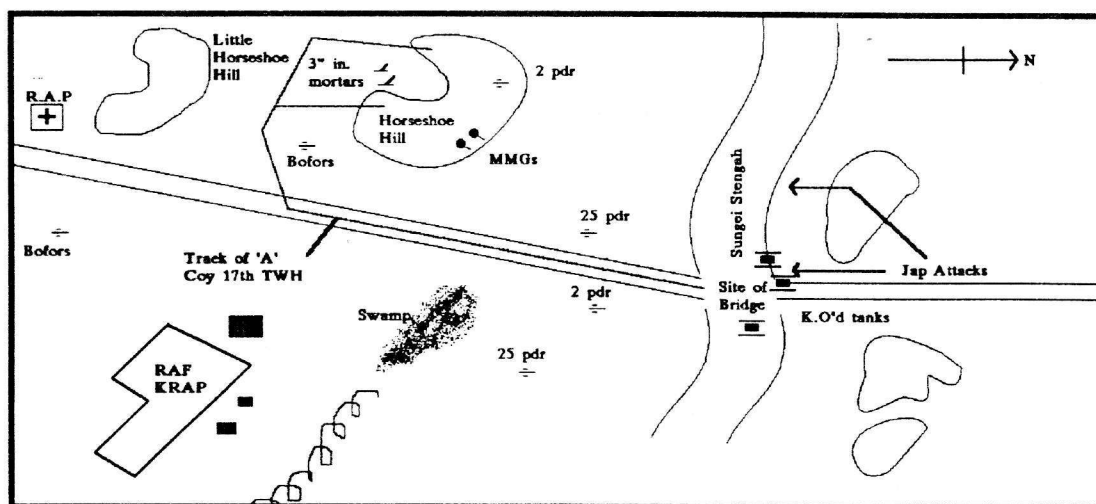 Little
Horseshoe
Hill
R.A.P
3" in.
mortars
2 pdr
N
Horseshoe
Hill
MMGs
Bofors
Bofors
25 pdr
Sungei Stengah
Track of 'A'
Coy 17th TWH
Jap Attacks
Site of
Bridge
2 pdr
K.O'd tanks
Swamp
25 pdr
RAF
KRAP